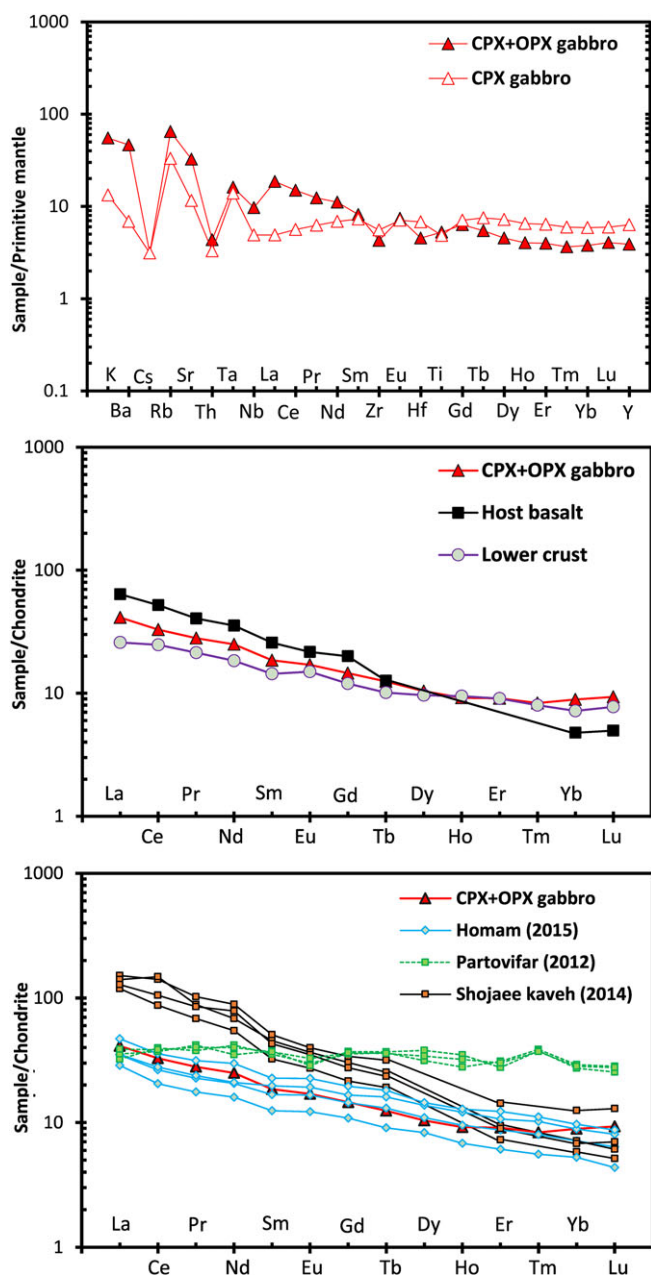 1000
100
10
1
0.1
Sample/Primitive mantle
CPX+OPX gabbro
CPX gabbro
K Cs Sr Ta La Pr Sm Eu Ti Tb Ho Tm Lu
Ba Rb Th Nb Ce Nd Zr Hf Gd Dy Er Yb Y
1000
100
10
1
Sample/Chondrite
CPX+OPX gabbro
Host basalt
Lower crust
La Pr Sm Gd Dy Er Yb
Ce Nd Eu Tb Ho Tm Lu
1000
100
10
1
Sample/Chondrite
CPX+OPX gabbro
Homam (2015)
Partovifar (2012)
Shojaee kaveh (2014)
La Pr Sm Gd Dy Er Yb
Ce Nd Eu Tb Ho Tm Lu